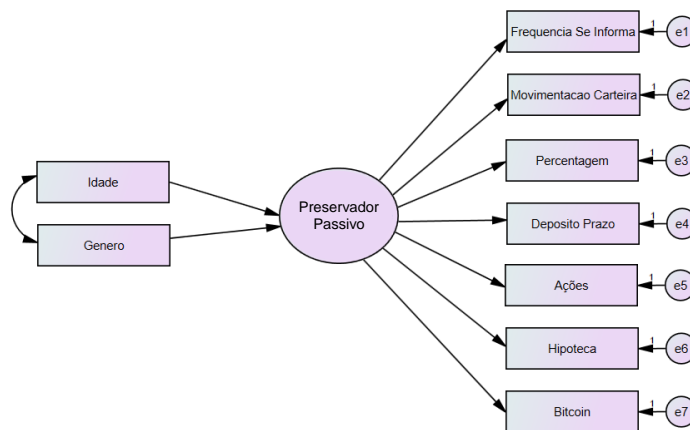 Frequência Se Informa
1
e1
Movimentacao Carteira
1
e2
Percentagem
1
e3
Idade
Preservador
Passivo
Deposito Prazo
1
e4
Genero
Ações
1
e5
Hipoteca
1
e6
Bitcoin
1
e7